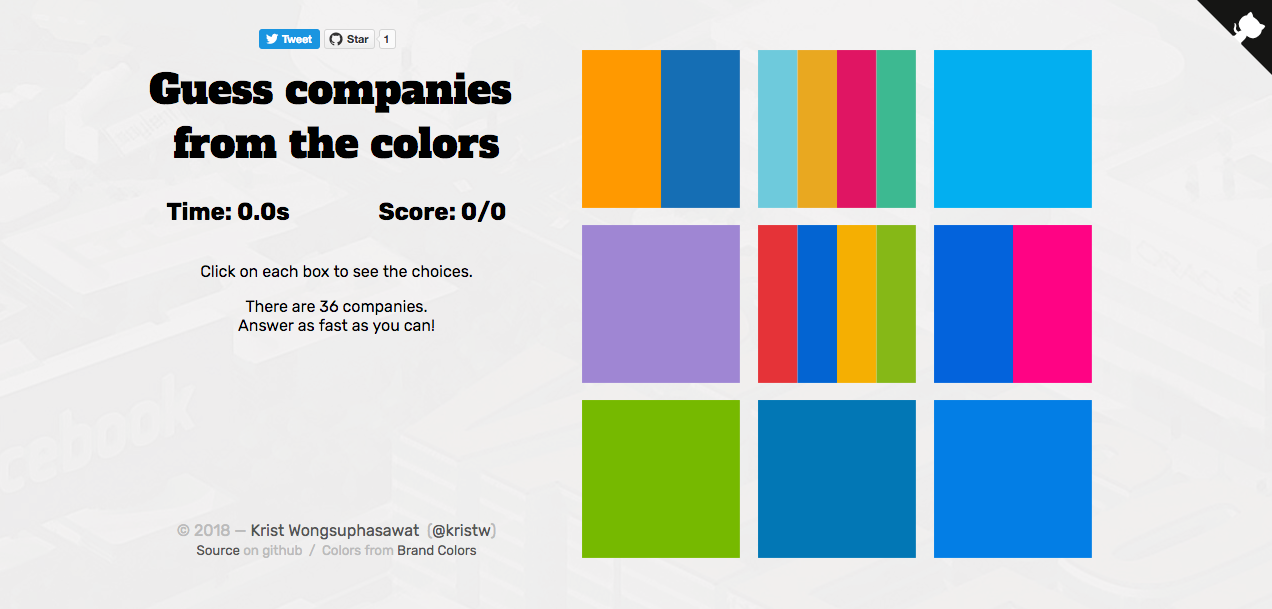 Tweet
Star
1
Guess companies
from the colors
Time: 0.0s
Score: 0/0
Click on each box to see the choices.
There are 36 companies.
Answer as fast as you can!
© 2018 — Krist Wongsuphasawat (@kristw)
Source on github / Colors from Brand Colors
cebook